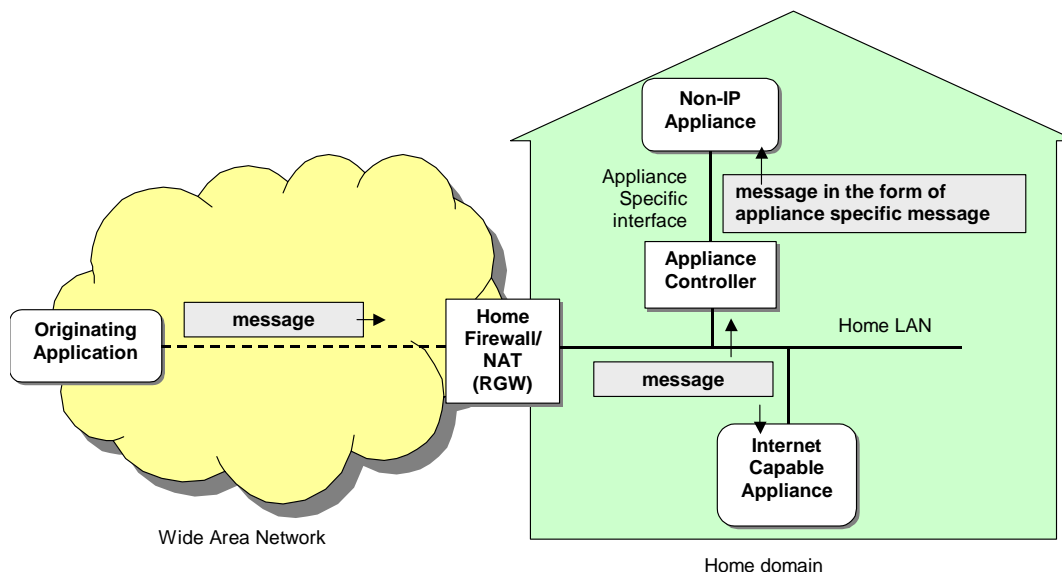 Non-IP
Appliance
Appliance
Specific
interface
message in the form of
appliance specific message
Appliance
Controller
Originating
Application
message
Home
Firewall/
NAT
(RGW)
Home LAN
message
Internet
Capable
Appliance
Wide Area Network
Home domain